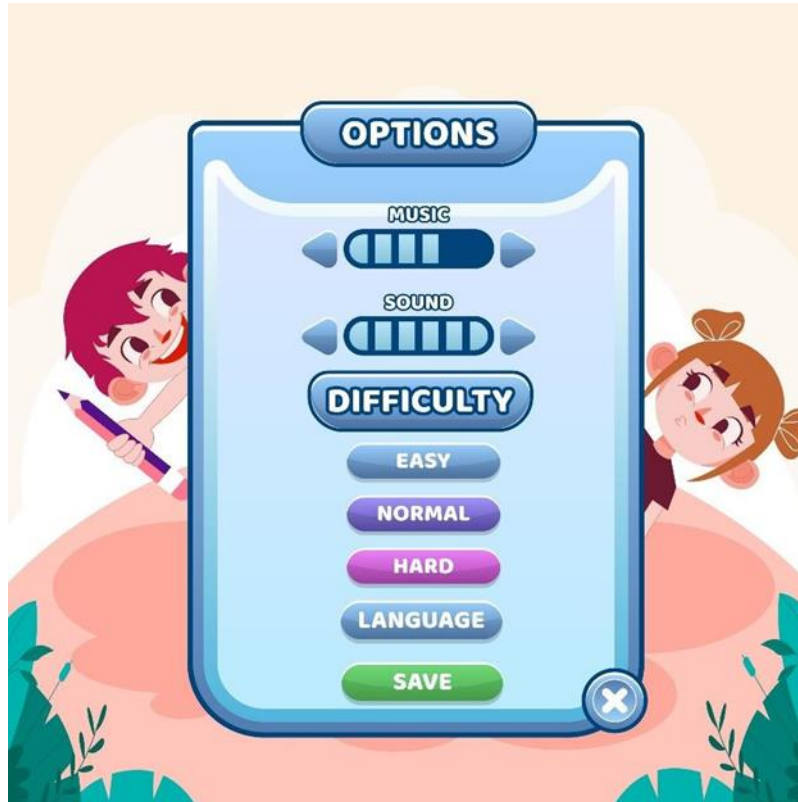 OPTIONS
MUSIC
SOUND
DIFFICULTY
EASY
NORMAL
HARD
LANGUAGE
SAVE